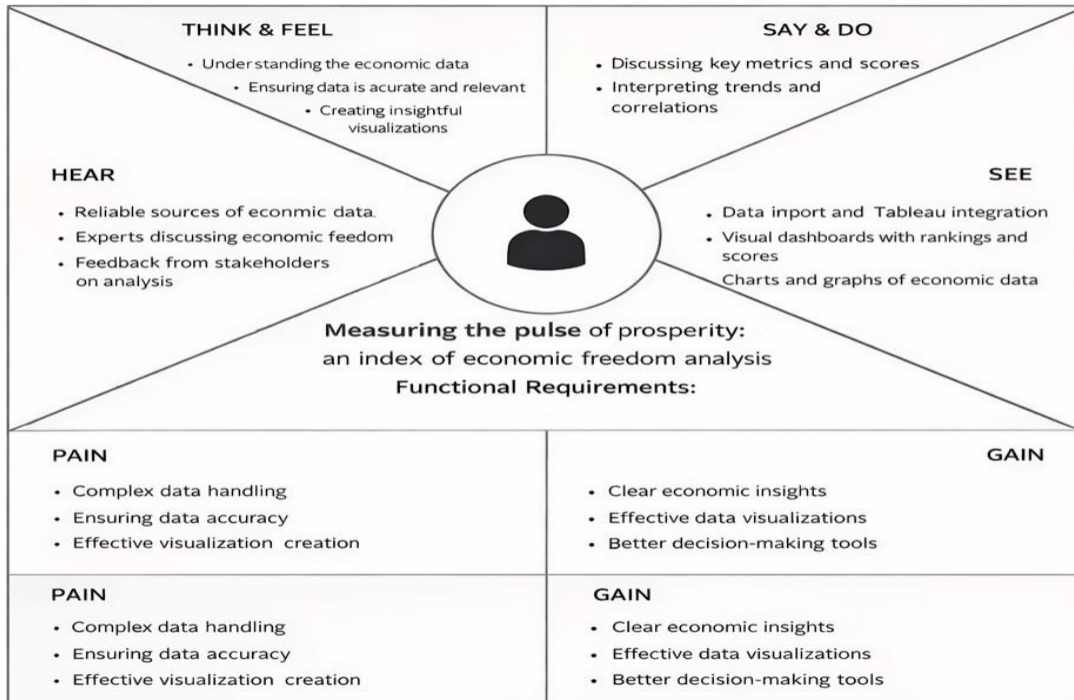 THINK & FEEL
• Understanding the economic data
• Ensuring data is acurate and relevant
• Creating insightful
visualizations
SAY & DO
• Discussing key metrics and scores
• Interpreting trends and
correlations
HEAR
• Reliable sources of econmic data.
• Experts discussing economic feedom
• Feedback from stakeholders
on analysis
SEE
• Data inport and Tableau integration
• Visual dashboards with rankings and
scores
Charts and graphs of economic data
Measuring the pulse of prosperity:
an index of economic freedom analysis
Functional Requirements:
PAIN
• Complex data handling
• Ensuring data accuracy
• Effective visualization creation
GAIN
• Clear economic insights
• Effective data visualizations
• Better decision-making tools
PAIN
• Complex data handling
• Ensuring data accuracy
• Effective visualization creation
GAIN
• Clear economic insights
• Effective data visualizations
• Better decision-making tools